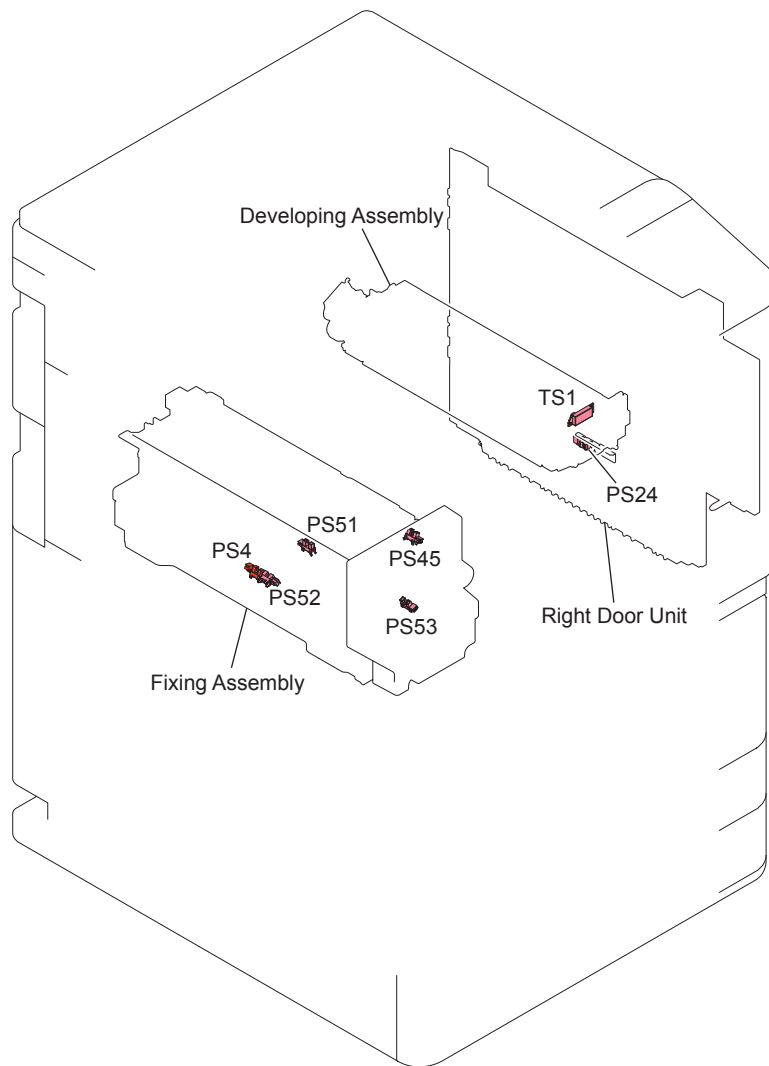 Developing Assembly
TS1
PS24
PS51
PS45
PS4
PS52
PS53
Right Door Unit
Fixing Assembly